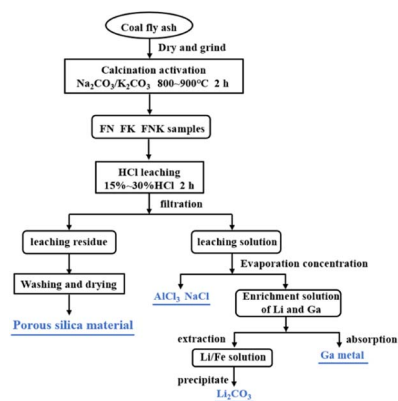 Coal fly ash
Dry and grind
Calcination activation
Na₂CO₃/K₂CO₃ 800~900℃ 2 h
FN FK FNK samples
HCl leaching
15%~30%HCl 2 h
filtration
leaching residue
leaching solution
Evaporation concentration
Washing and drying
AlCl₃ NaCl
Enrichment solution
of Li and Ga
Porous silica material
extraction
absorption
Li/Fe solution
Ga metal
precipitate
Li₂CO₃